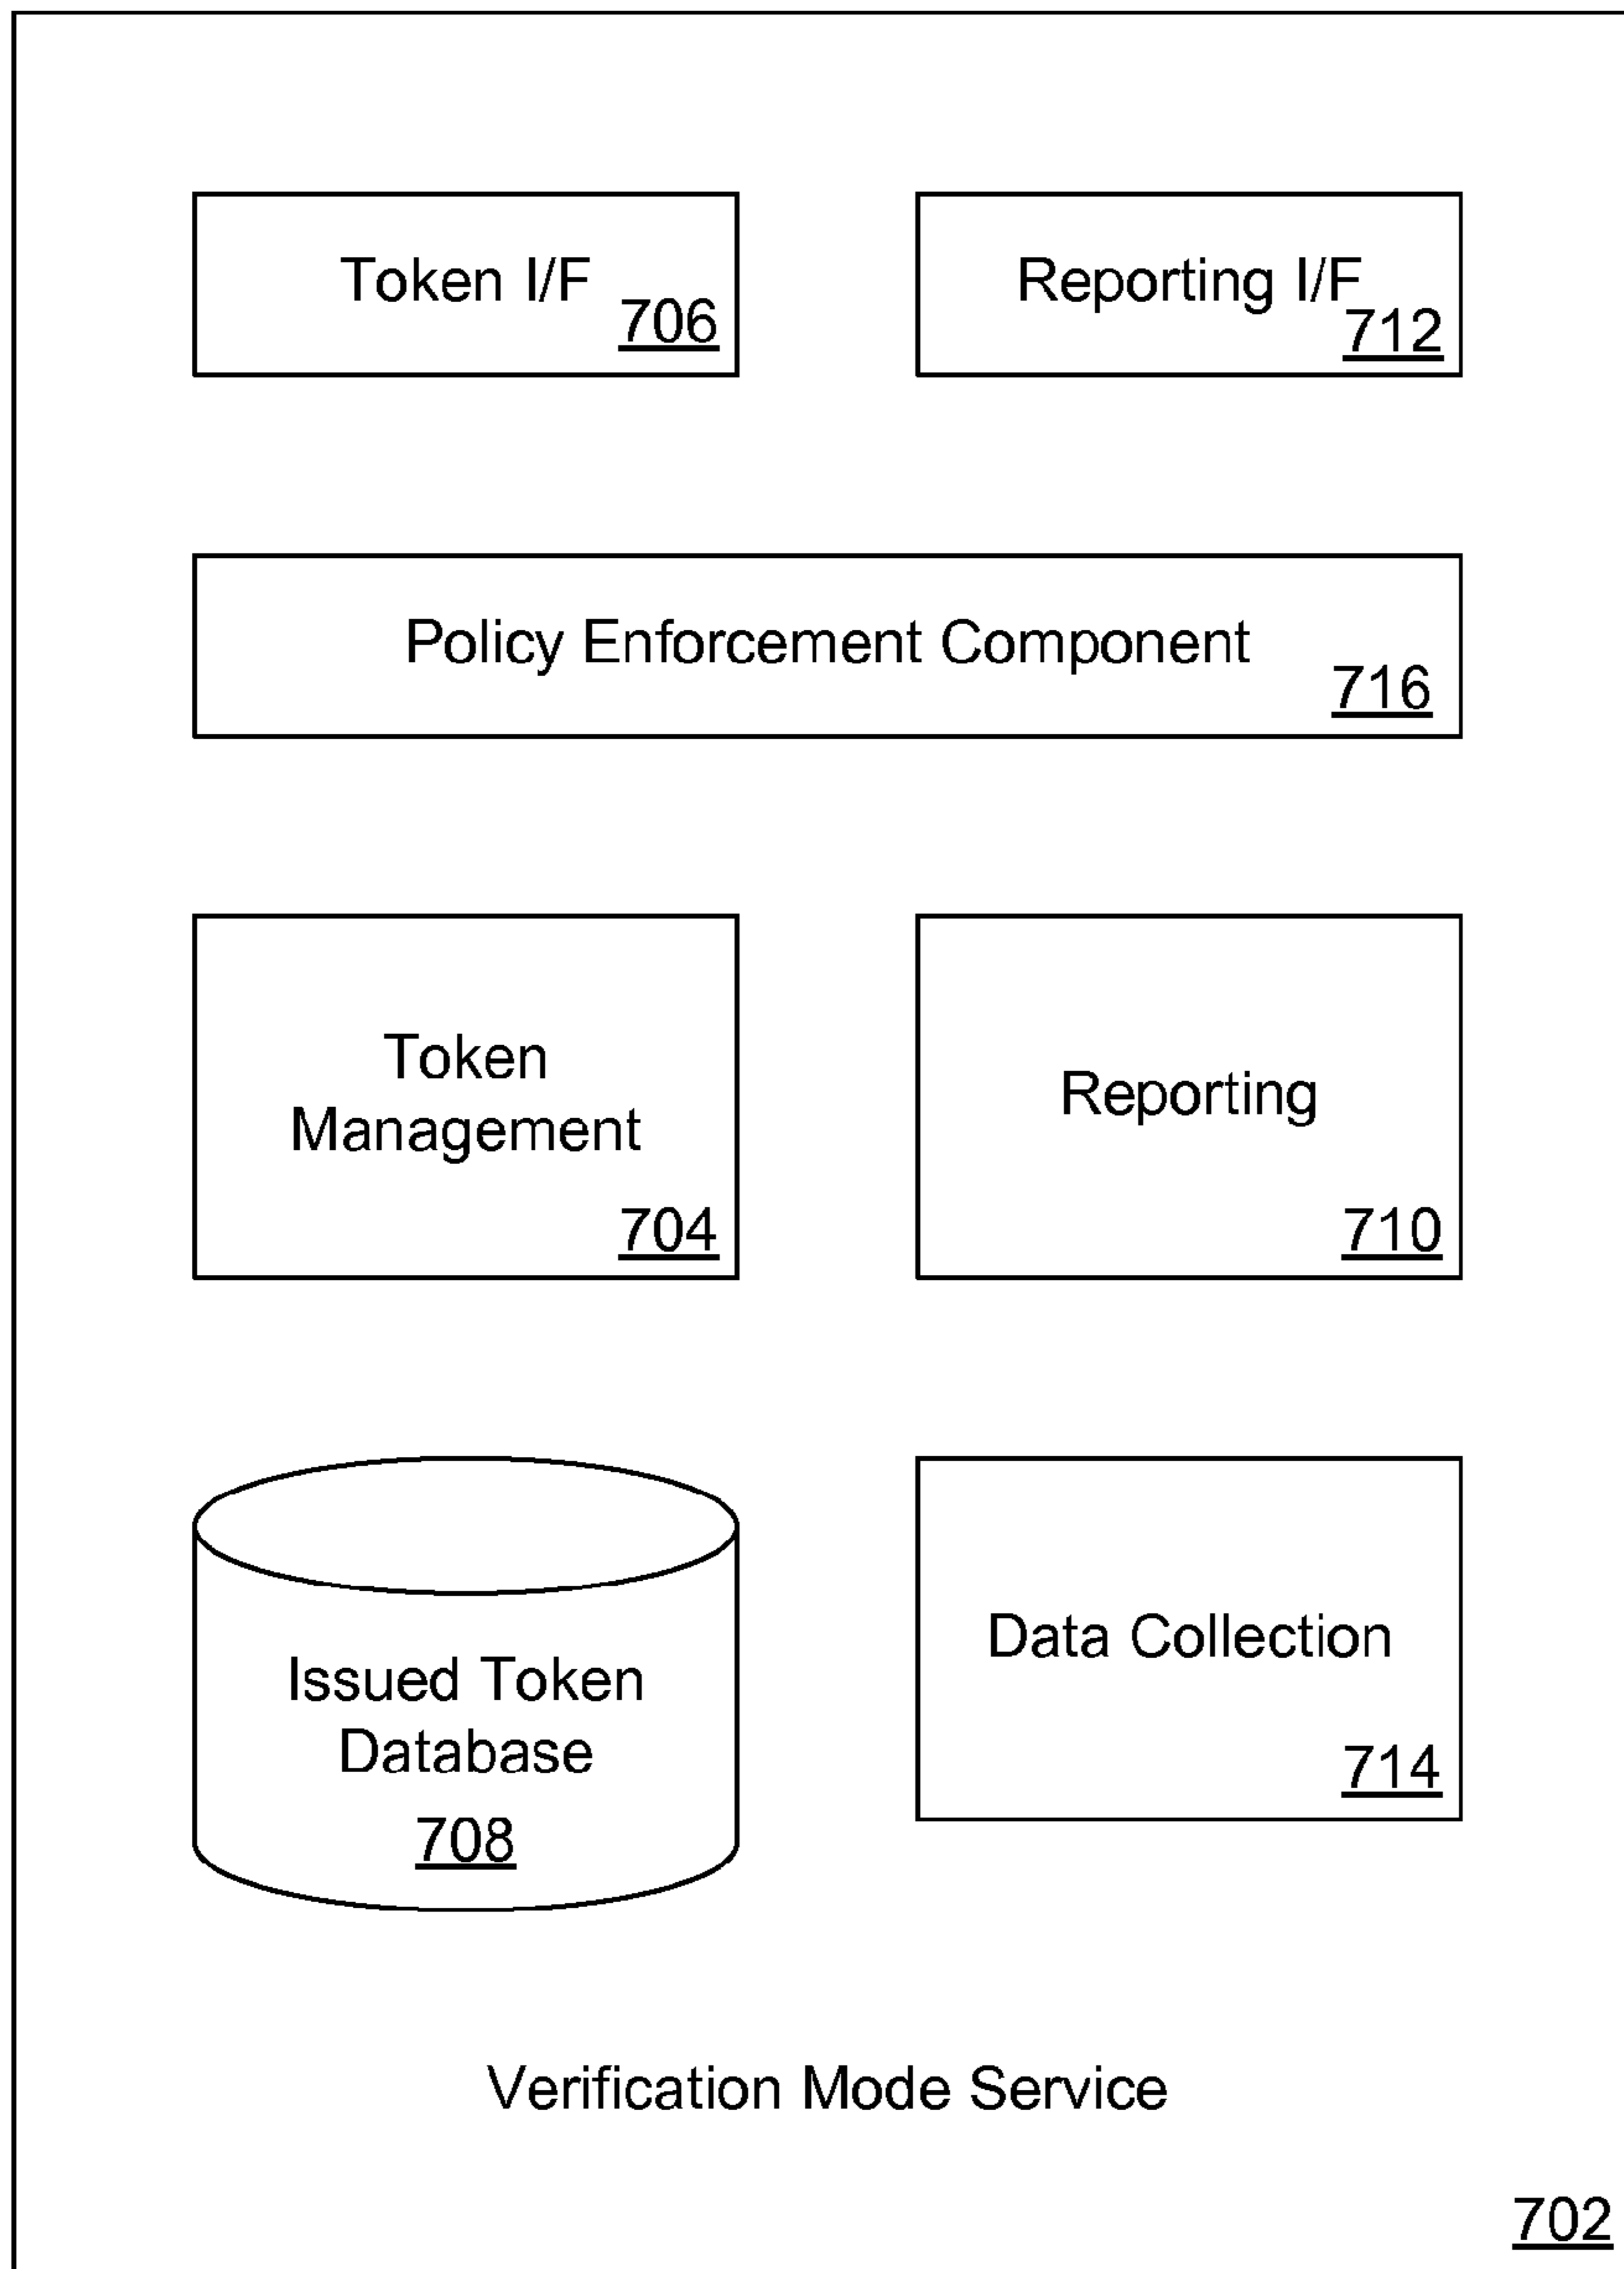 Token I/F
706
Reporting I/F
712
Policy Enforcement Component
716
Token
Management
704
Reporting
710
Issued Token
Database
708
Data Collection
714
Verification Mode Service
702